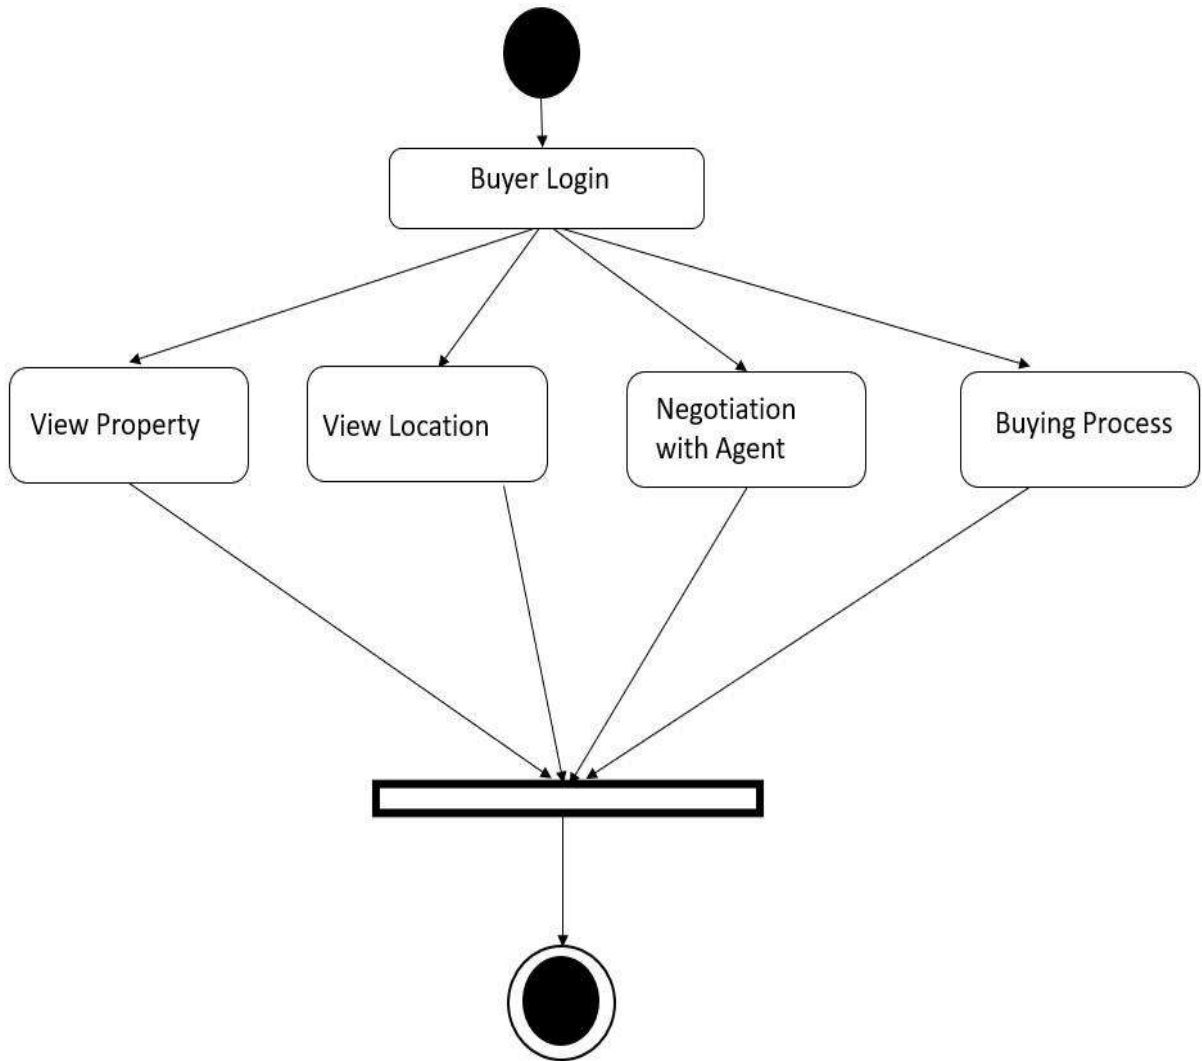 Buyer Login
View Property
View Location
Negotiation
with Agent
Buying Process